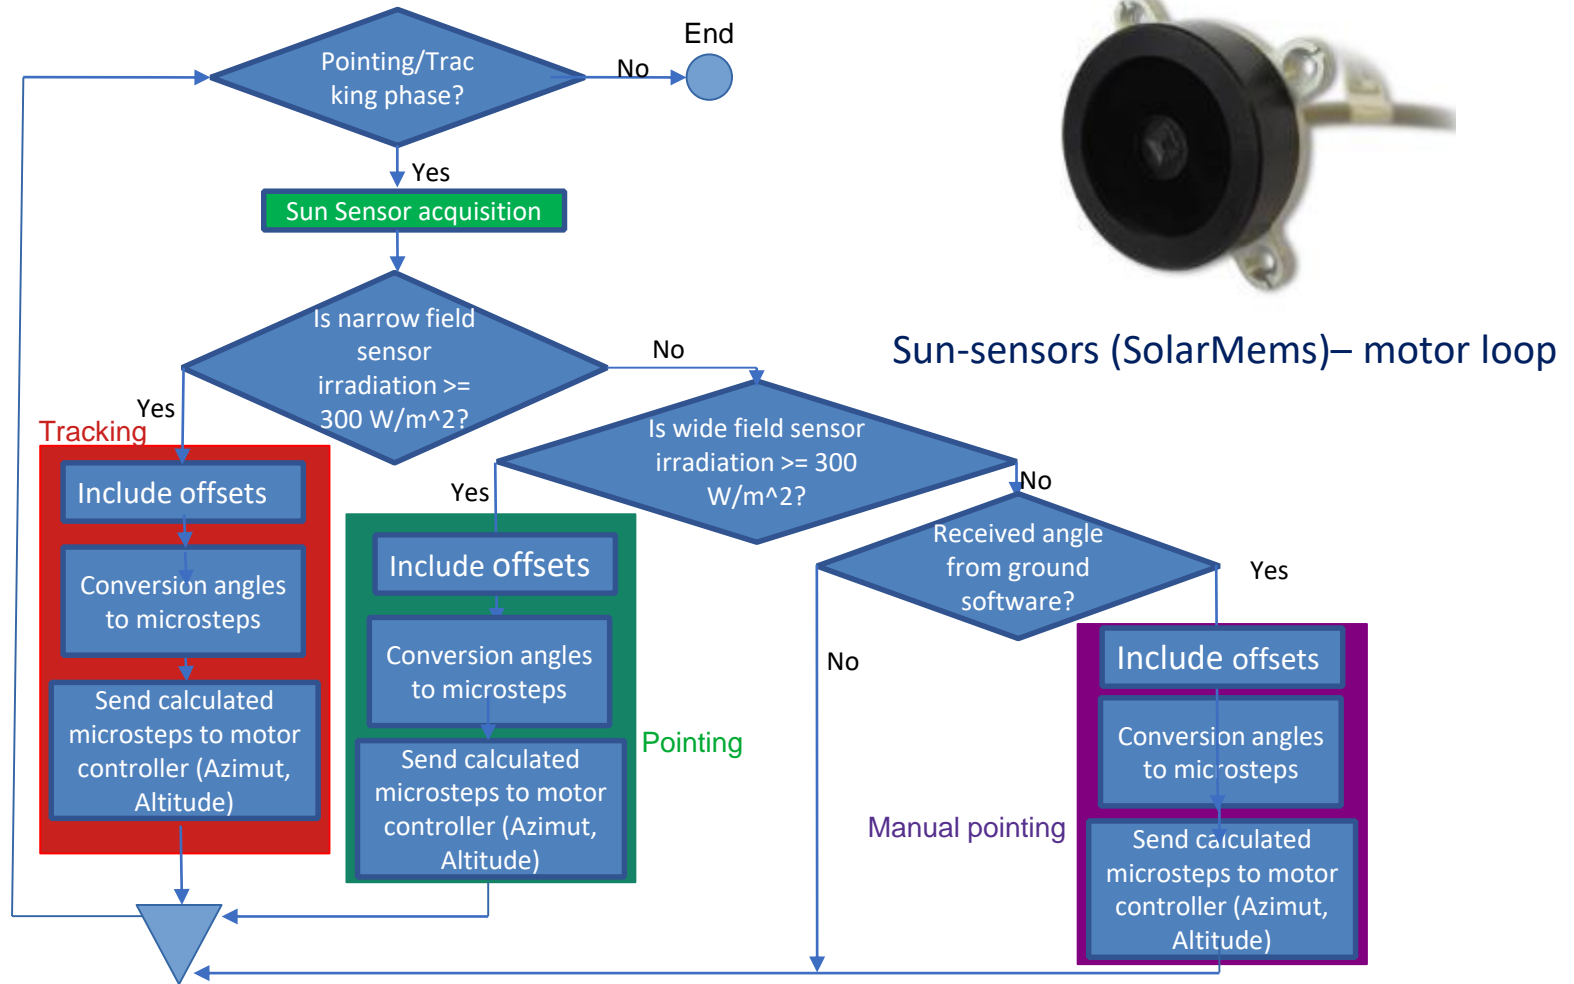 End
Pointing/Trac
king phase?
No
Yes
Sun Sensor acquisition
Sun-sensors (SolarMems)– motor loop
Is narrow field
sensor
irradiation >=
300 W/m^2?
No
Yes
Tracking
Include offsets
Conversion angles
to microsteps
Send calculated
microsteps to motor
controller (Azimut,
Altitude)
Is wide field sensor
irradiation >= 300
W/m^2?
Yes
No
Include offsets
Conversion angles
to microsteps
Send calculated
microsteps to motor
controller (Azimut,
Altitude)
Pointing
Received angle
from ground
software?
Yes
No
Include offsets
Conversion angles
to microsteps
Send calculated
microsteps to motor
controller (Azimut,
Altitude)
Manual pointing